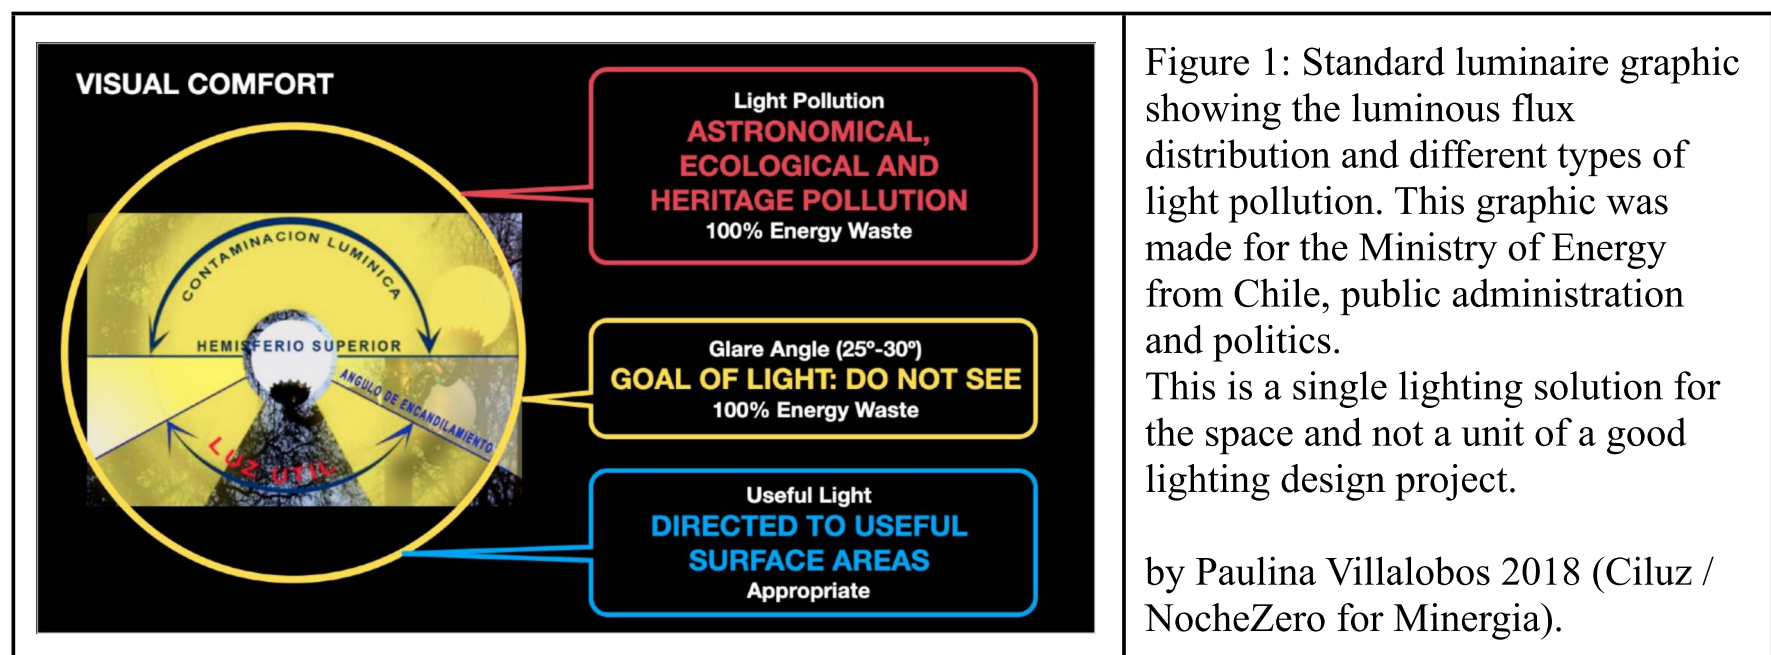 VISUAL COMFORT
CONTAMINACION LUMINICA
HEMISFERIO SUPERIOR
ANGULO DE ENCANDILAMIENTO
LUZ UTIL
Light Pollution
ASTRONOMICAL,
ECOLOGICAL AND
HERITAGE POLLUTION
100% Energy Waste
Glare Angle (25º-30º)
GOAL OF LIGHT: DO NOT SEE
100% Energy Waste
Useful Light
DIRECTED TO USEFUL
SURFACE AREAS
Appropriate
Figure 1: Standard luminaire graphic
showing the luminous flux
distribution and different types of
light pollution. This graphic was
made for the Ministry of Energy
from Chile, public administration
and politics.
This is a single lighting solution for
the space and not a unit of a good
lighting design project.
by Paulina Villalobos 2018 (Ciluz /
NocheZero for Minergia).